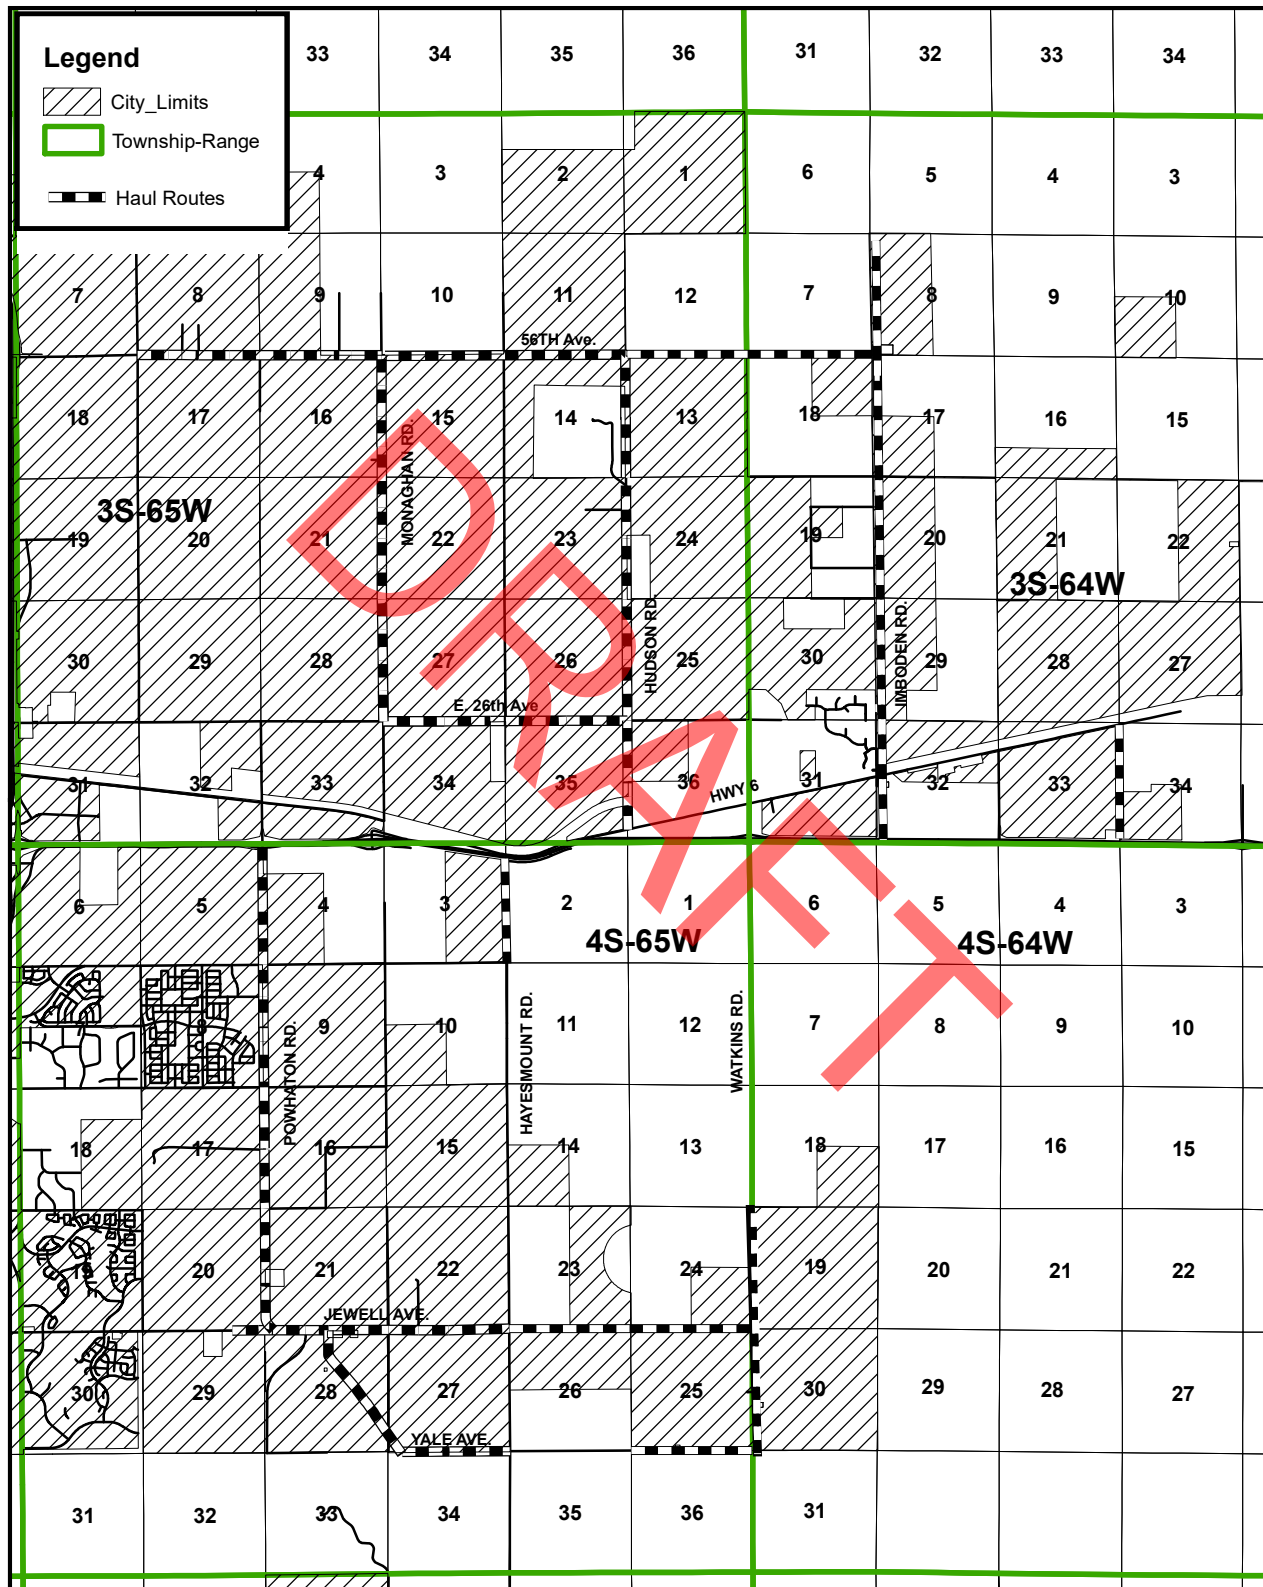 Legend
City_Limits
Township-Range
Haul Routes
33 34 35 36 31 32 33 34
4 3 2 1 6 5 4 3
7 8 9 10 11 12 7 8 9 10
56TH Ave.
18 17 16 15 14 13 18 17 16 15
MONAGHAN RD.
3S-65W
19 20 21 22 23 24 19 20 21 22
3S-64W
HUDSON RD.
IMBODEN RD.
30 29 28 27 26 25 30 29 28 27
E. 26th Ave
31 32 33 34 35 36 31 32 33 34
HWY 6
DRAFT
6 5 4 3 2 1 6 5 4 3
4S-65W 4S-64W
7 8 9 10 11 12 7 8 9 10
POWHATON RD.
HAYESMOUNT RD.
WATKINS RD.
18 17 16 15 14 13 18 17 16 15
19 20 21 22 23 24 19 20 21 22
JEWELL AVE.
30 29 28 27 26 25 30 29 28 27
YALE AVE.
31 32 33 34 35 36 31